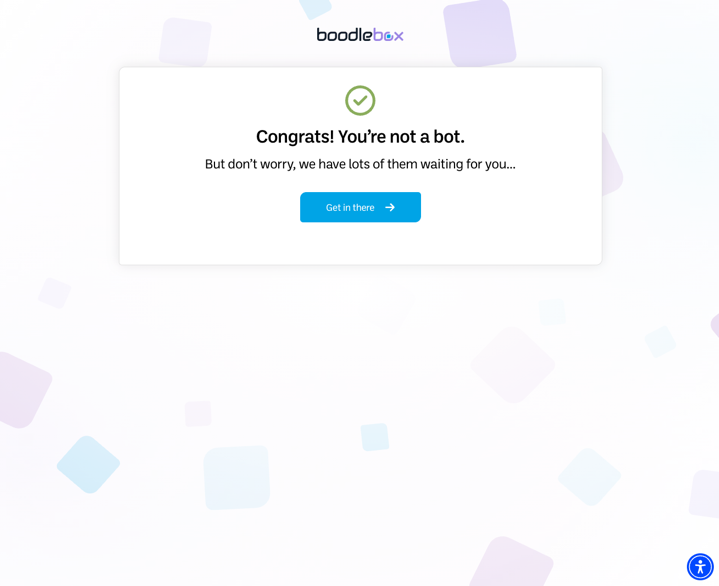 boodlebox
Congrats! You’re not a bot.
But don’t worry, we have lots of them waiting for you...
Get in there